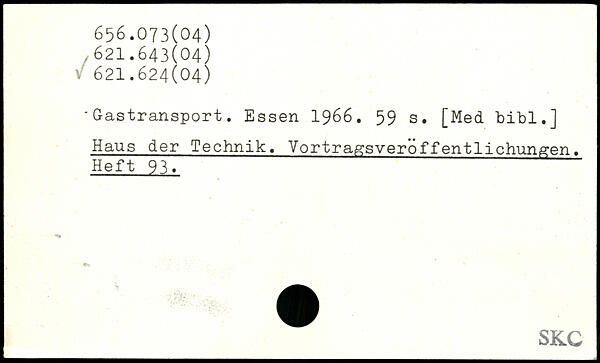 656.073(04)
621.643(04)
✓ 621.624(04)
Gastransport. Essen 1966. 59 s. [Med bibl.]
Haus der Technik. Vortragsveröffentlichungen.
Heft 93.
SKC